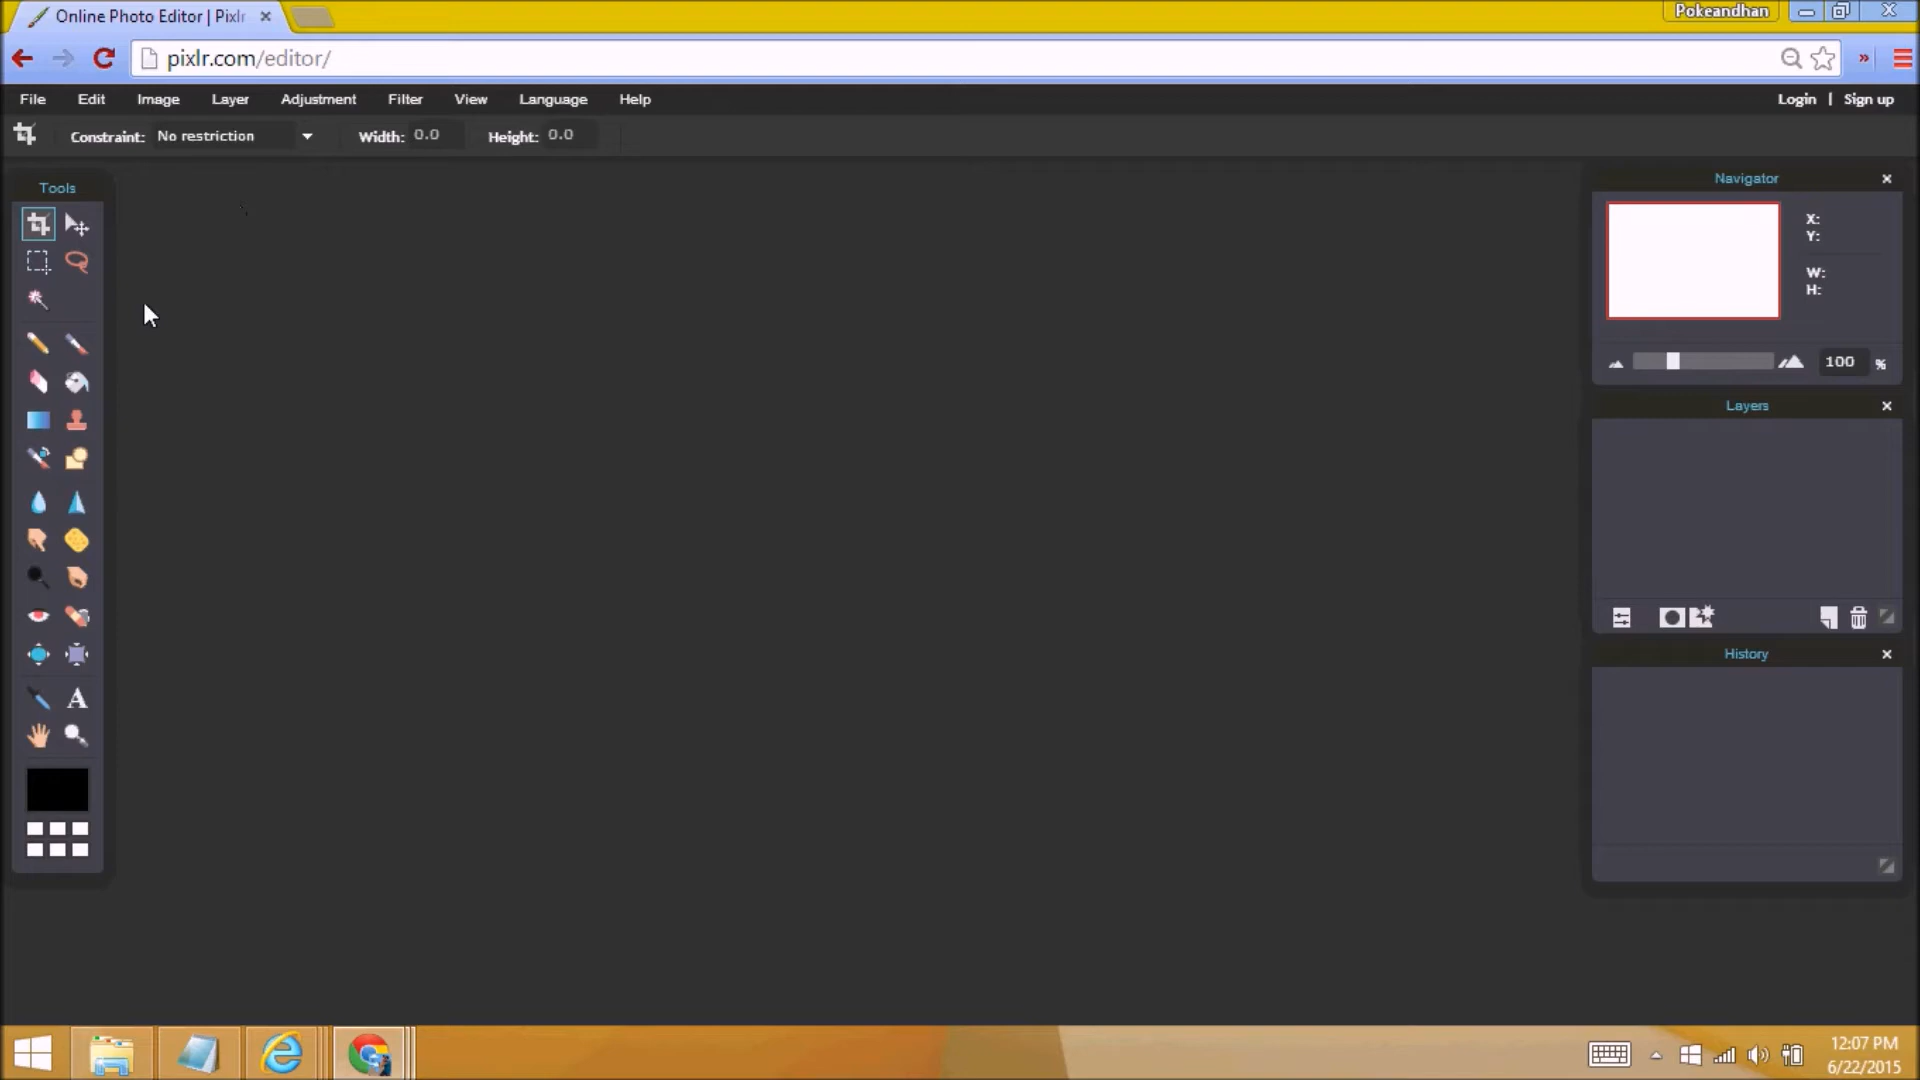 Online Photo Editor | Pixlr
Pokeandhan
pixlr.com/editor/
File Edit Image Layer Adjustment Filter View Language Help Login | Sign up
Constraint: No restriction Width: 0.0 Height: 0.0
Tools
Navigator
X:
Y:
W:
H:
100 %
Layers
History
A
12:07 PM
6/22/2015